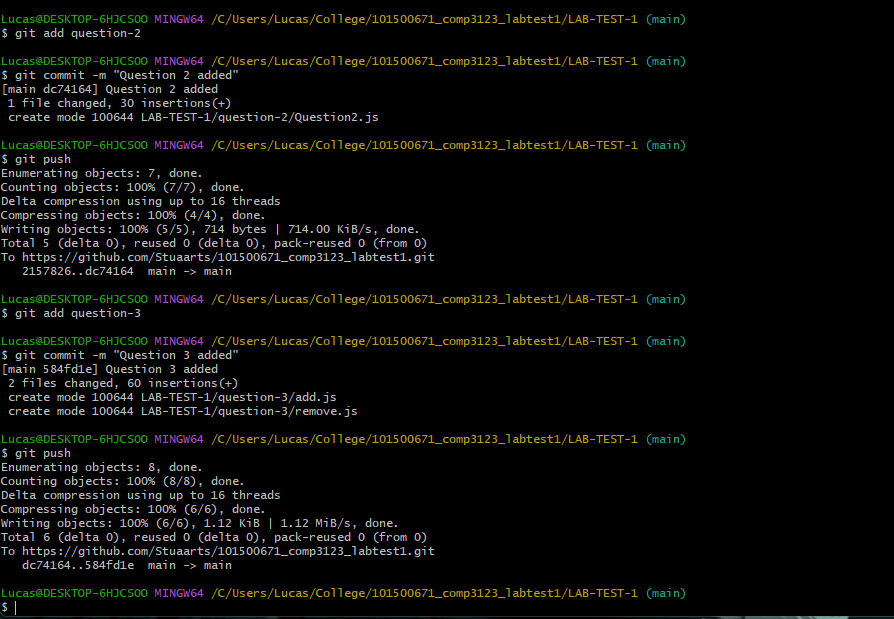 Lucas@DESKTOP-6HJCSOO MINGW64 /C/Users/Lucas/College/101500671_comp3123_labtest1/LAB-TEST-1 (main)
$ git add question-2
Lucas@DESKTOP-6HJCSOO MINGW64 /C/Users/Lucas/College/101500671_comp3123_labtest1/LAB-TEST-1 (main)
$ git commit -m "Question 2 added"
[main dc74164] Question 2 added
 1 file changed, 30 insertions(+)
 create mode 100644 LAB-TEST-1/question-2/Question2.js
Lucas@DESKTOP-6HJCSOO MINGW64 /C/Users/Lucas/College/101500671_comp3123_labtest1/LAB-TEST-1 (main)
$ git push
Enumerating objects: 7, done.
Counting objects: 100% (7/7), done.
Delta compression using up to 16 threads
Compressing objects: 100% (4/4), done.
Writing objects: 100% (5/5), 714 bytes | 714.00 KiB/s, done.
Total 5 (delta 0), reused 0 (delta 0), pack-reused 0 (from 0)
To https://github.com/Stuaarts/101500671_comp3123_labtest1.git
   2157826..dc74164  main -> main
Lucas@DESKTOP-6HJCSOO MINGW64 /C/Users/Lucas/College/101500671_comp3123_labtest1/LAB-TEST-1 (main)
$ git add question-3
Lucas@DESKTOP-6HJCSOO MINGW64 /C/Users/Lucas/College/101500671_comp3123_labtest1/LAB-TEST-1 (main)
$ git commit -m "Question 3 added"
[main 584fd1e] Question 3 added
 2 files changed, 60 insertions(+)
 create mode 100644 LAB-TEST-1/question-3/add.js
 create mode 100644 LAB-TEST-1/question-3/remove.js
Lucas@DESKTOP-6HJCSOO MINGW64 /C/Users/Lucas/College/101500671_comp3123_labtest1/LAB-TEST-1 (main)
$ git push
Enumerating objects: 8, done.
Counting objects: 100% (8/8), done.
Delta compression using up to 16 threads
Compressing objects: 100% (6/6), done.
Writing objects: 100% (6/6), 1.12 KiB | 1.12 MiB/s, done.
Total 6 (delta 0), reused 0 (delta 0), pack-reused 0 (from 0)
To https://github.com/Stuaarts/101500671_comp3123_labtest1.git
   dc74164..584fd1e  main -> main
Lucas@DESKTOP-6HJCSOO MINGW64 /C/Users/Lucas/College/101500671_comp3123_labtest1/LAB-TEST-1 (main)
$